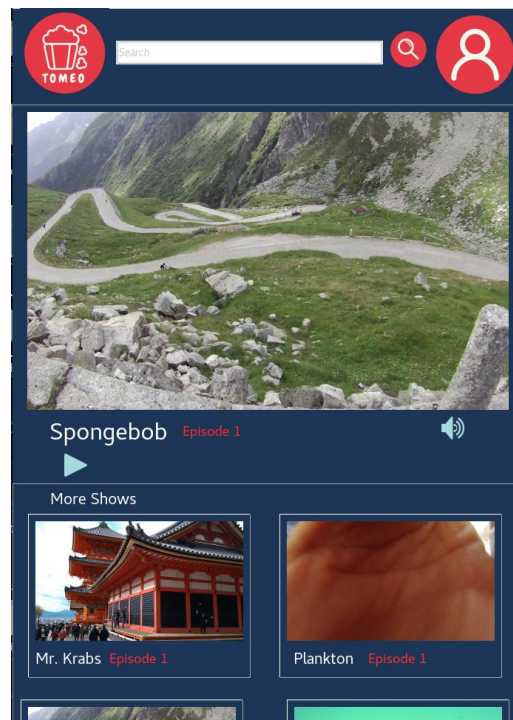 TOMEO
Search
Spongebob Episode 1
More Shows
Mr. Krabs Episode 1
Plankton Episode 1